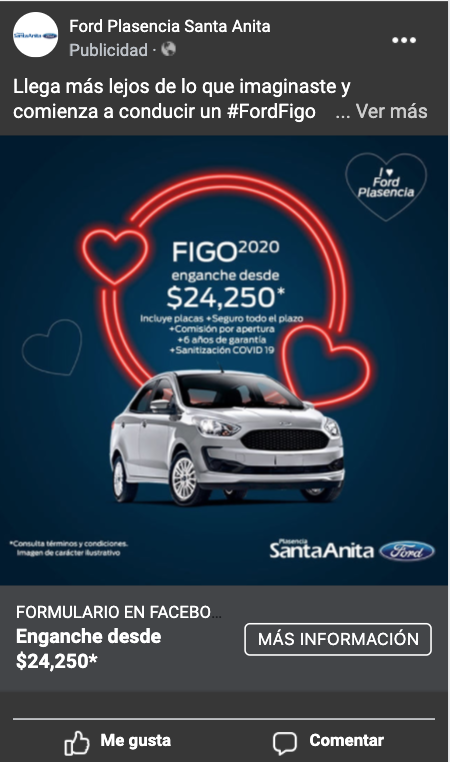 Ford Plasencia Santa Anita
Publicidad ·
Llega más lejos de lo que imaginaste y
comienza a conducir un #FordFigo ... Ver más
I ♥
Ford
Plasencia
FIGO2020
enganche desde
$24,250*
Incluye placas +Seguro todo el plazo
+Comisión por apertura
+6 años de garantía
+Sanitización COVID 19
*Consulta términos y condiciones.
Imagen de carácter ilustrativo
Plasencia
SantaAnita Ford
FORMULARIO EN FACEBO...
Enganche desde
$24,250*
MÁS INFORMACIÓN
Me gusta
Comentar